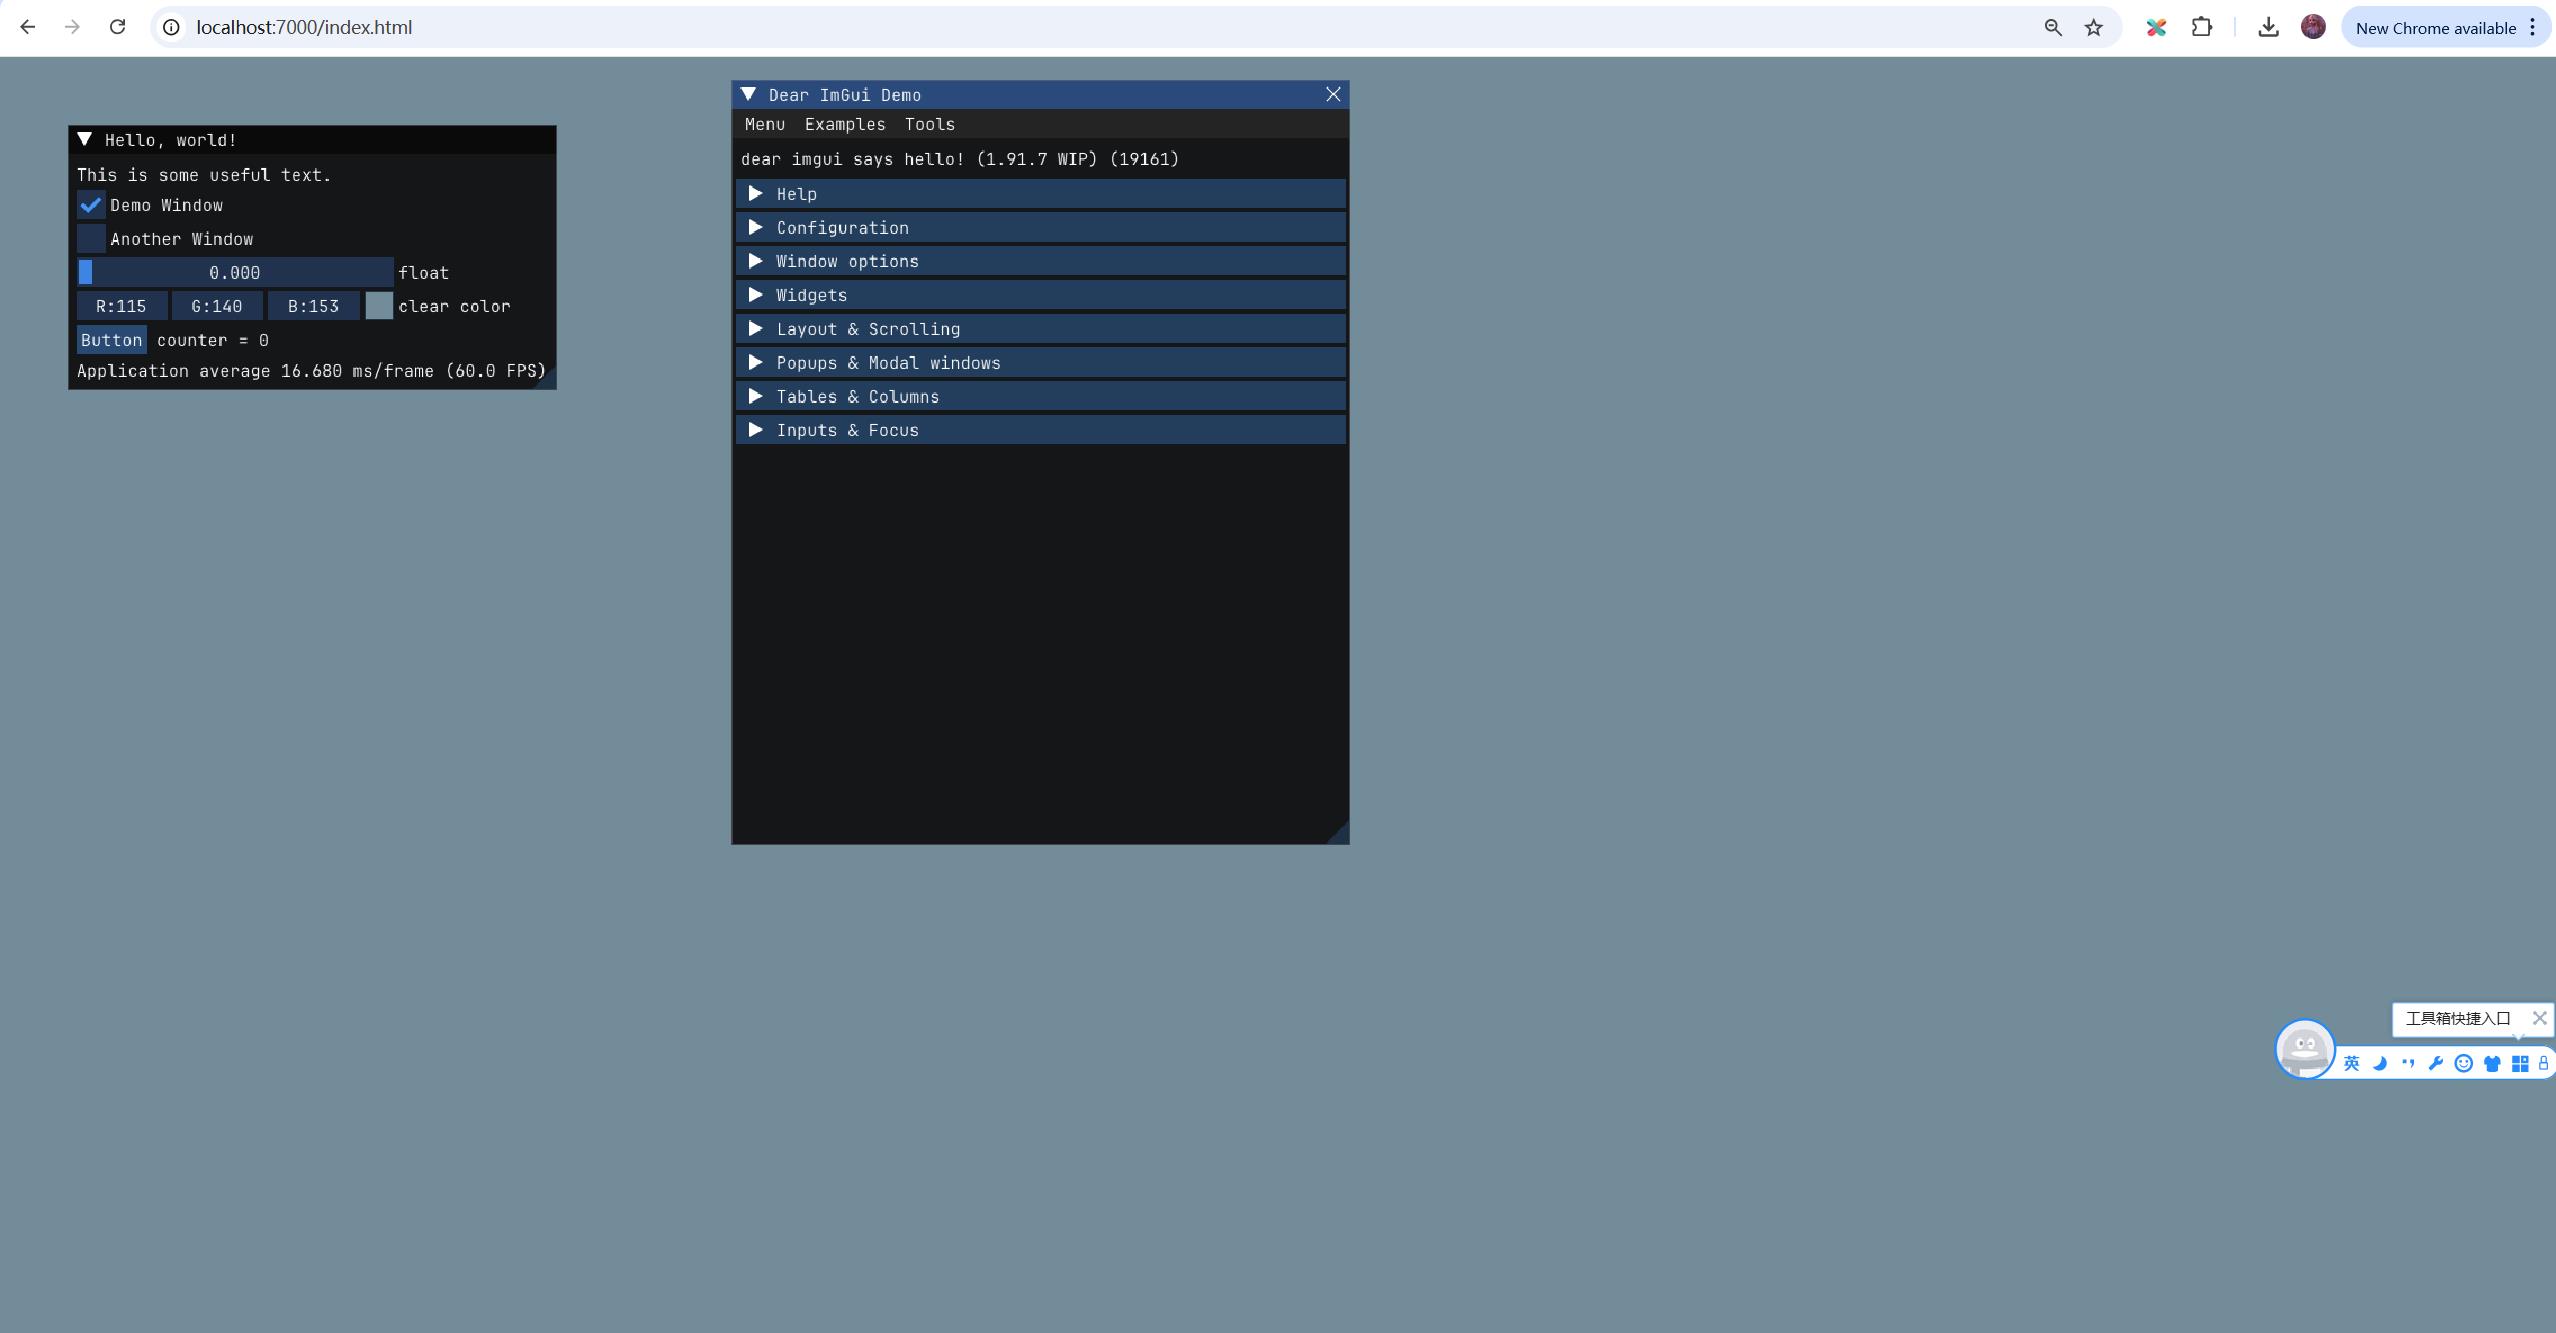 localhost:7000/index.html
New Chrome available
Hello, world!
This is some useful text.
Demo Window
Another Window
0.000 float
R:115 G:140 B:153 clear color
Button counter = 0
Application average 16.680 ms/frame (60.0 FPS)
Dear ImGui Demo
Menu Examples Tools
dear imgui says hello! (1.91.7 WIP) (19161)
Help
Configuration
Window options
Widgets
Layout & Scrolling
Popups & Modal windows
Tables & Columns
Inputs & Focus
工具箱快捷入口
英